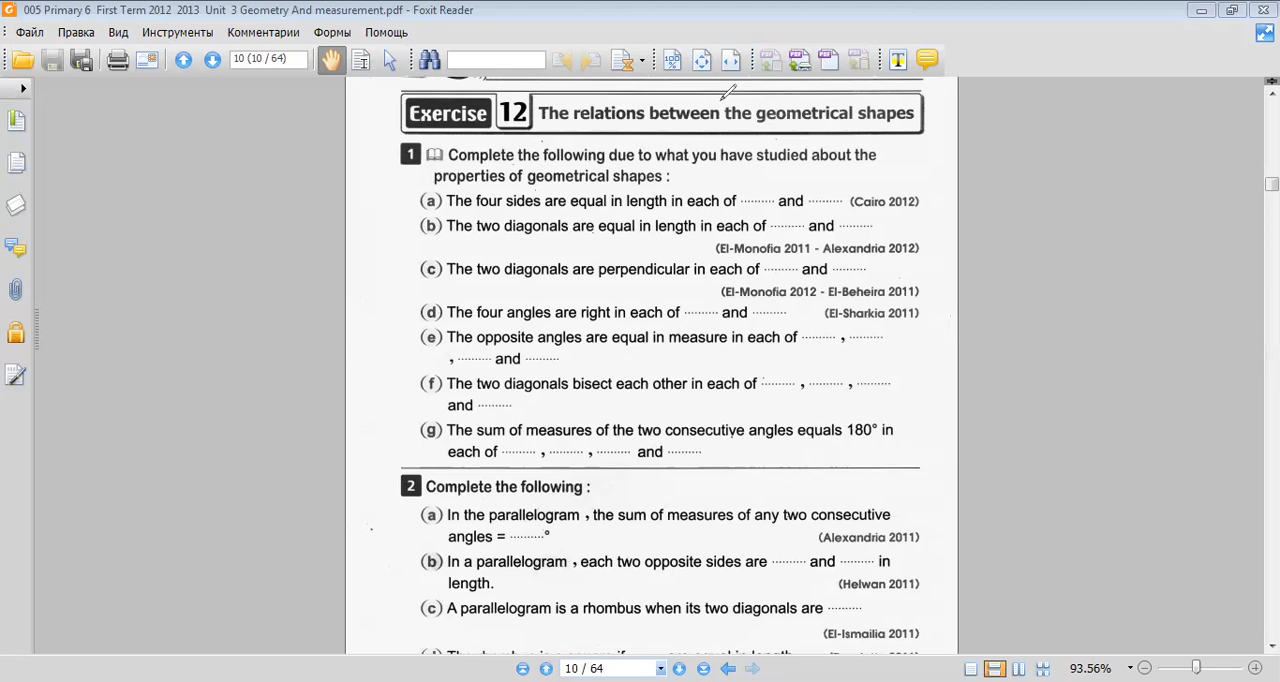 005 Primary 6 First Term 2012 2013 Unit 3 Geometry And measurement.pdf - Foxit Reader
Файл Правка Вид Инструменты Комментарии Формы Помощь
10 (10 / 64)
Exercise 12 The relations between the geometrical shapes
1 Complete the following due to what you have studied about the
properties of geometrical shapes :
(a) The four sides are equal in length in each of ......... and ......... (Cairo 2012)
(b) The two diagonals are equal in length in each of ......... and .........
(El-Monofia 2011 - Alexandria 2012)
(c) The two diagonals are perpendicular in each of ......... and .........
(El-Monofia 2012 - El-Beheira 2011)
(d) The four angles are right in each of ......... and ......... (El-Sharkia 2011)
(e) The opposite angles are equal in measure in each of ......... , .........
, ......... and .........
(f) The two diagonals bisect each other in each of ......... , ......... , .........
and .........
(g) The sum of measures of the two consecutive angles equals 180° in
each of ......... , ......... , ......... and .........
2 Complete the following :
(a) In the parallelogram , the sum of measures of any two consecutive
angles = .........° (Alexandria 2011)
(b) In a parallelogram , each two opposite sides are ......... and ......... in
length. (Helwan 2011)
(c) A parallelogram is a rhombus when its two diagonals are .........
(El-Ismailia 2011)
10 / 64 93.56%